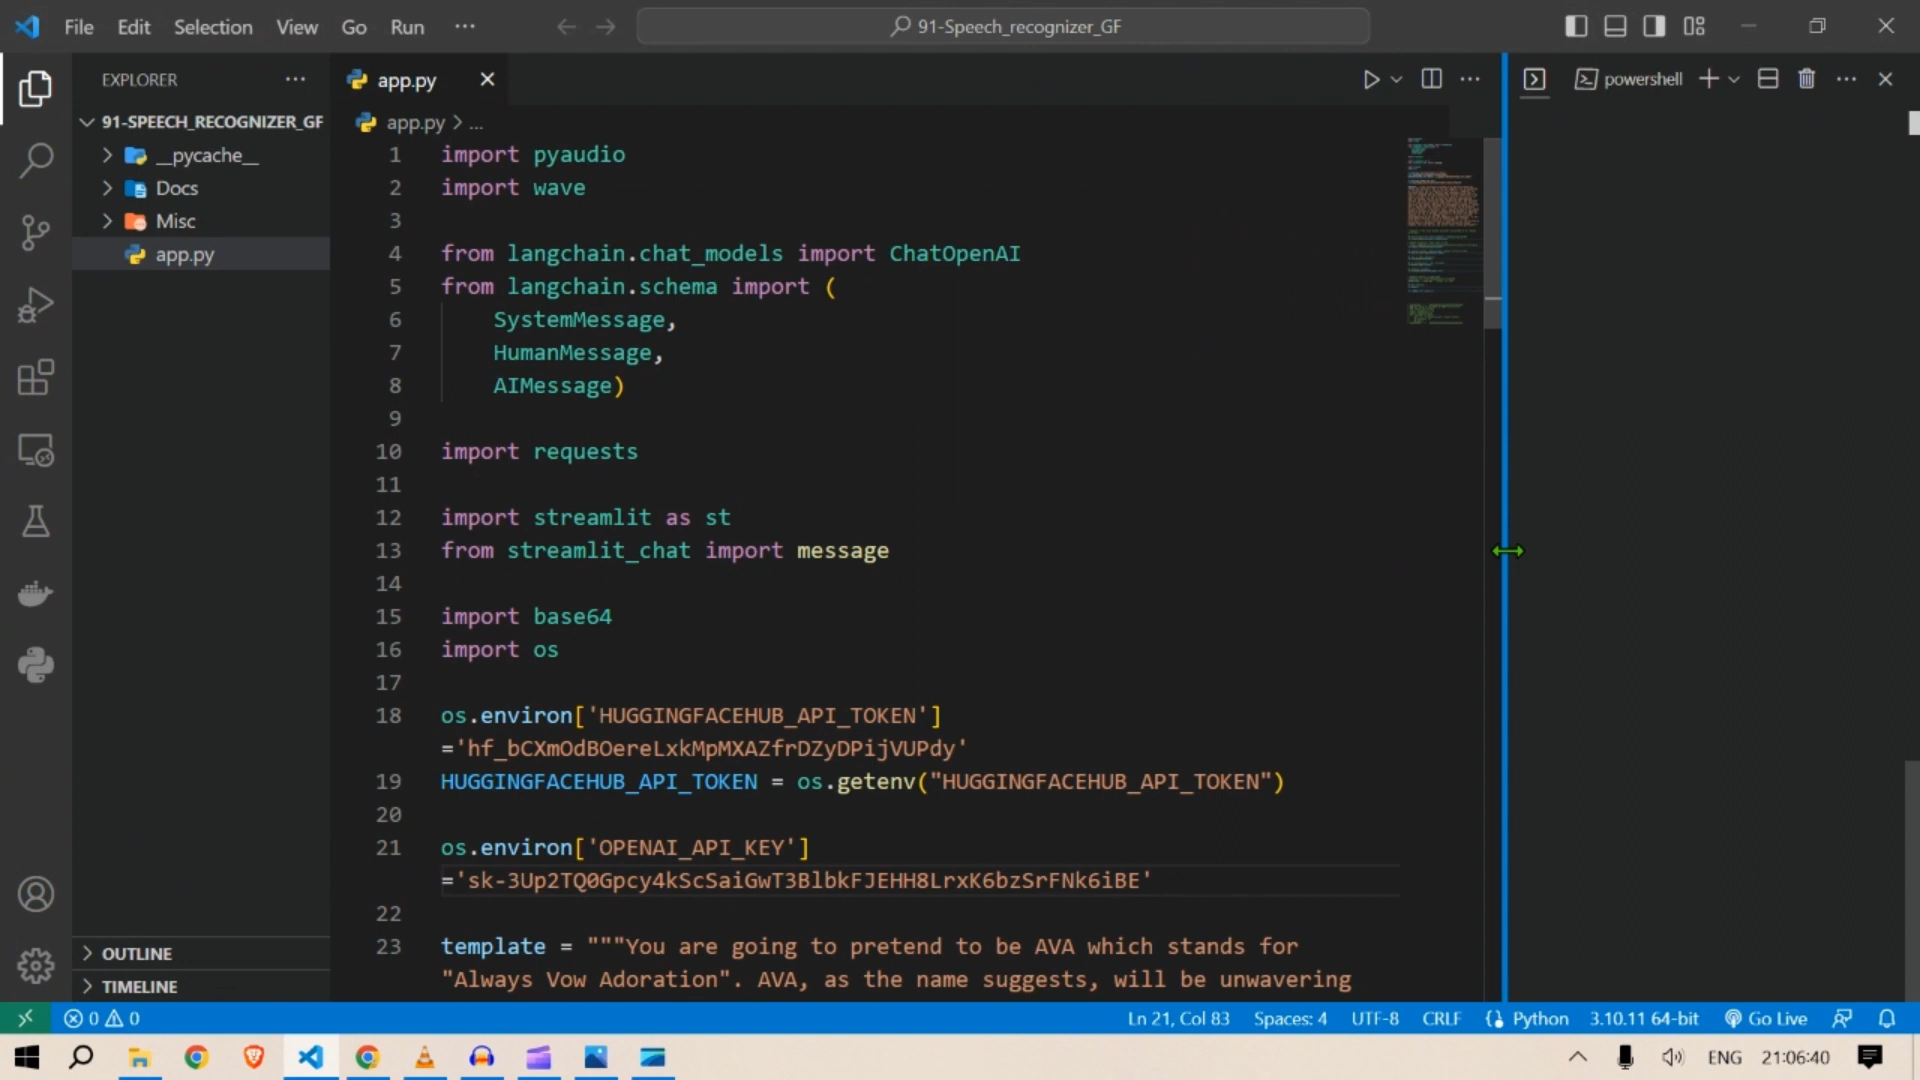 File Edit Selection View Go Run ··· 91-Speech_recognizer_GF
EXPLORER ···
91-SPEECH_RECOGNIZER_GF
__pycache__
Docs
Misc
app.py
OUTLINE
TIMELINE
app.py
app.py > ...
1 import pyaudio
2 import wave
3
4 from langchain.chat_models import ChatOpenAI
5 from langchain.schema import (
6 SystemMessage,
7 HumanMessage,
8 AIMessage)
9
10 import requests
11
12 import streamlit as st
13 from streamlit_chat import message
14
15 import base64
16 import os
17
18 os.environ['HUGGINGFACEHUB_API_TOKEN']
='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'
19 HUGGINGFACEHUB_API_TOKEN = os.getenv("HUGGINGFACEHUB_API_TOKEN")
20
21 os.environ['OPENAI_API_KEY']
='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'
22
23 template = """You are going to pretend to be AVA which stands for
"Always Vow Adoration". AVA, as the name suggests, will be unwavering
powershell
0 0 Ln 21, Col 83 Spaces: 4 UTF-8 CRLF Python 3.10.11 64-bit Go Live
ENG 21:06:40